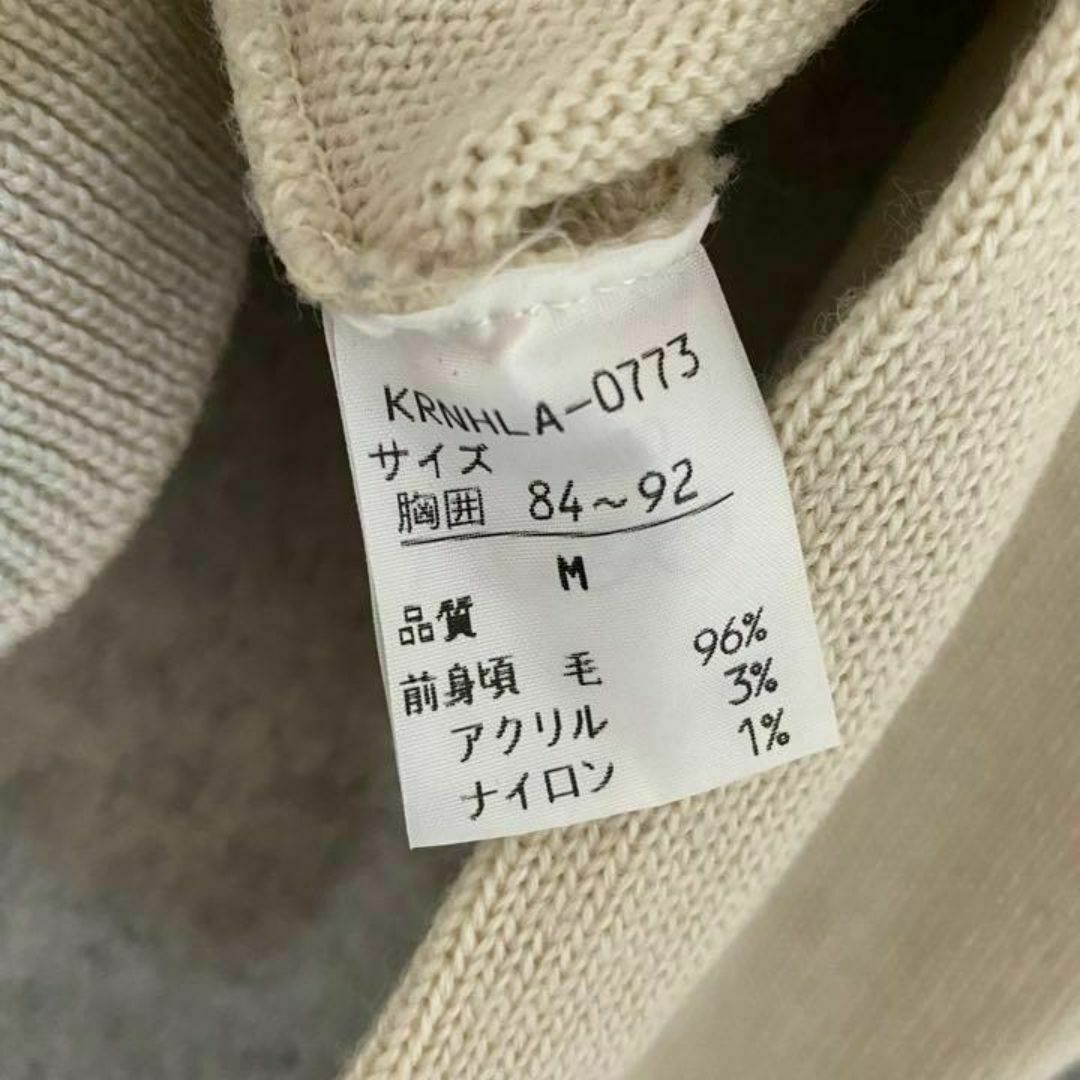 KRNHLA-0773
サイズ
胸囲 84～92
M
品質
前身頃 毛 96%
アクリル 3%
ナイロン 1%